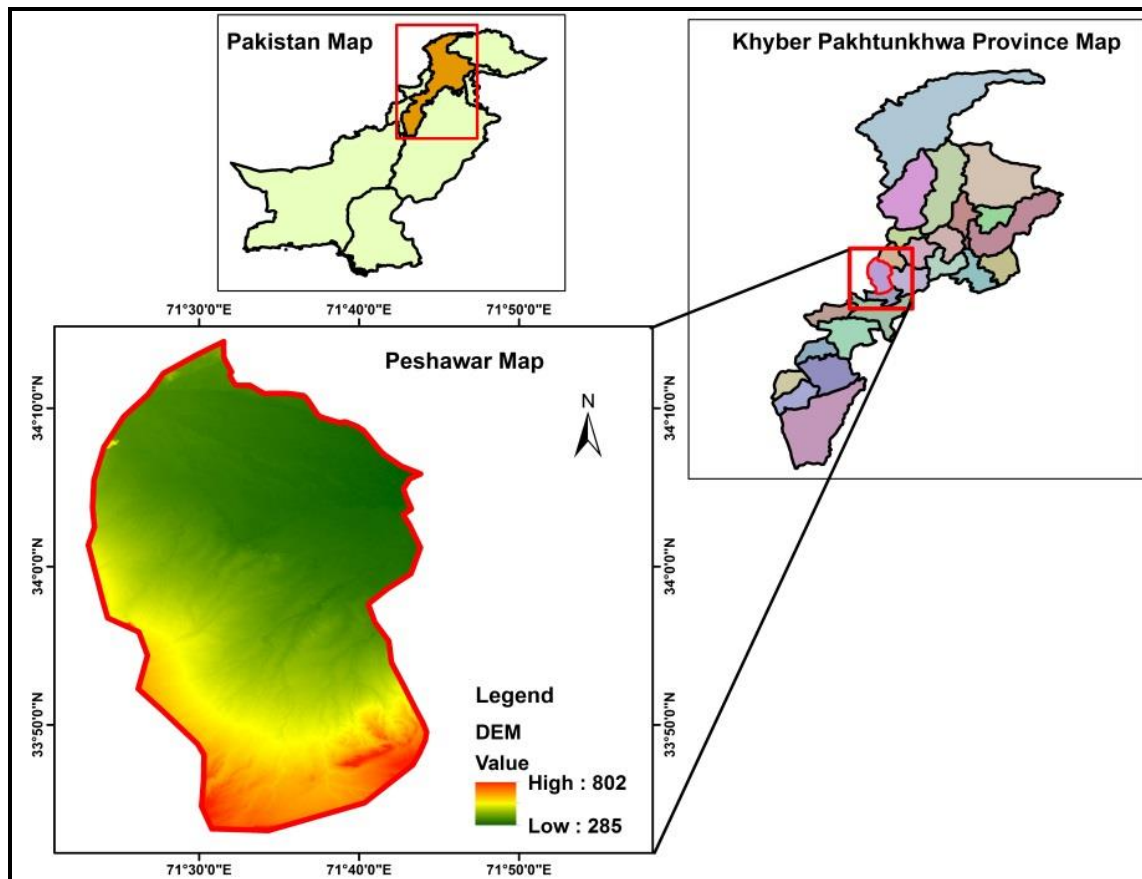 Pakistan Map
Khyber Pakhtunkhwa Province Map
71°30'0"E
71°40'0"E
71°50'0"E
Peshawar Map
N
34°10'0"N
34°10'0"N
34°0'0"N
34°0'0"N
33°50'0"N
33°50'0"N
Legend
DEM
Value
High : 802
Low : 285
71°30'0"E
71°40'0"E
71°50'0"E